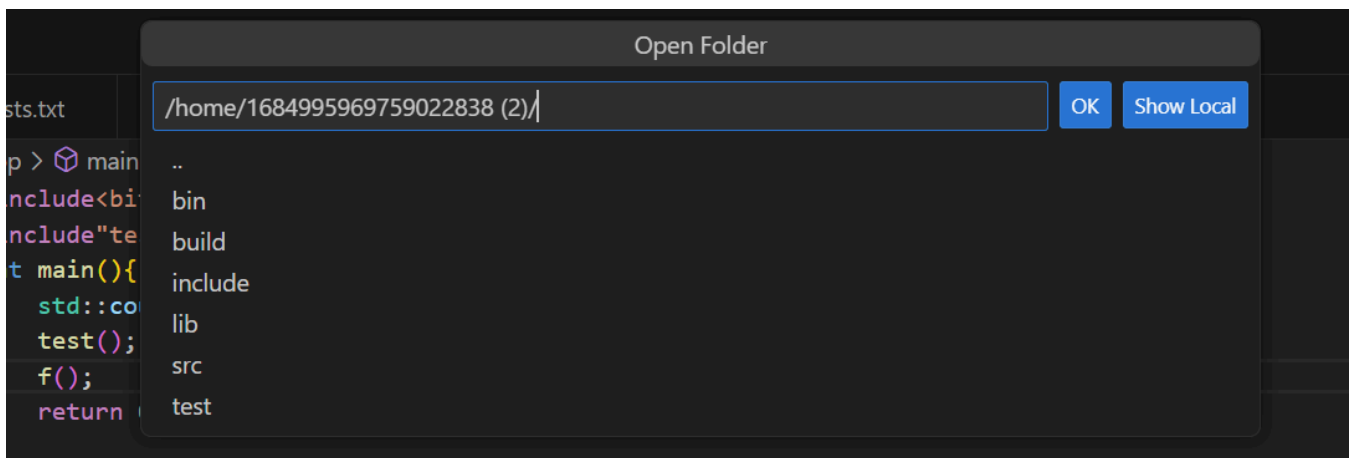 Open Folder
/home/1684995969759022838 (2)/
OK
Show Local
..
bin
build
include
lib
src
test
sts.txt
p > main
nclude<bi
nclude"te
t main(){
std::co
test();
f();
return